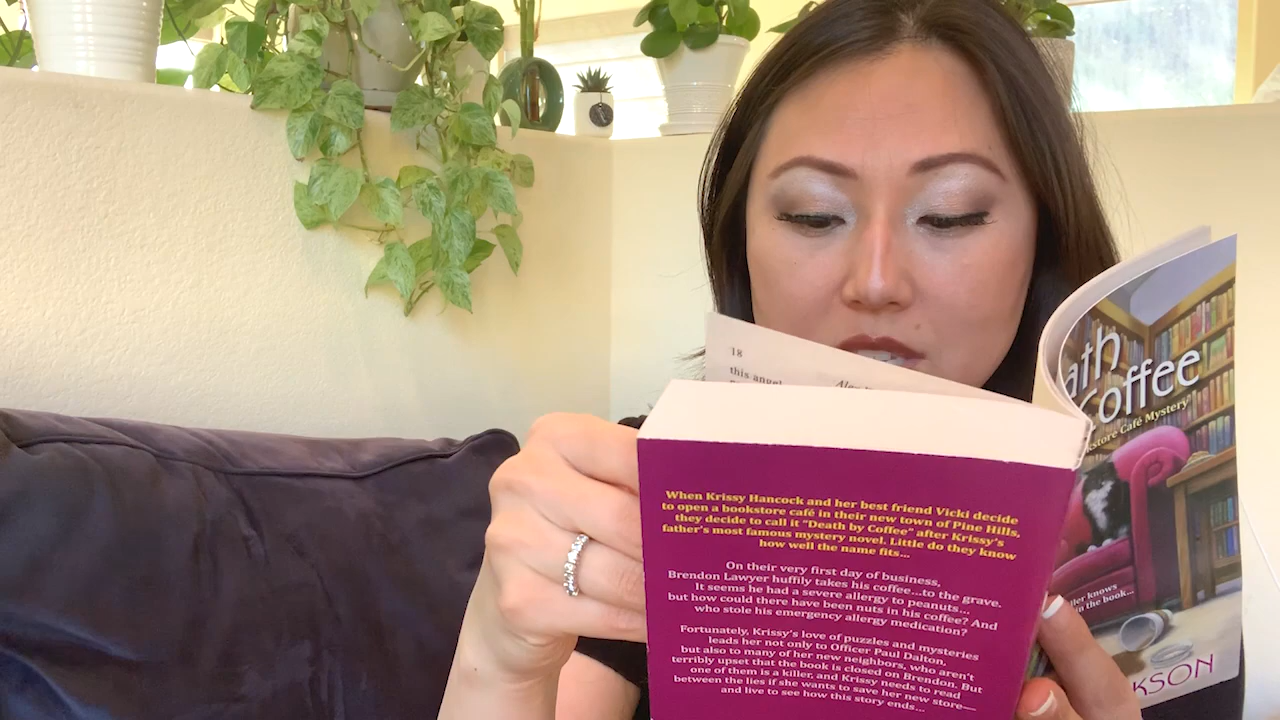 18
this angel
ath
Coffee
kstore Café Mystery
ller knows
in the book...
KSON
When Krissy Hancock and her best friend Vicki decide
to open a bookstore café in their new town of Pine Hills,
they decide to call it "Death by Coffee" after Krissy's
father's most famous mystery novel. Little do they know
how well the name fits...
On their very first day of business,
Brendon Lawyer huffily takes his coffee...to the grave.
It seems he had a severe allergy to peanuts...
but how could there have been nuts in his coffee? And
who stole his emergency allergy medication?
Fortunately, Krissy's love of puzzles and mysteries
leads her not only to Officer Paul Dalton,
but also to many of her new neighbors, who aren't
terribly upset that the book is closed on Brendon. But
one of them is a killer, and Krissy needs to read
between the lies if she wants to save her new store—
and live to see how this story ends...